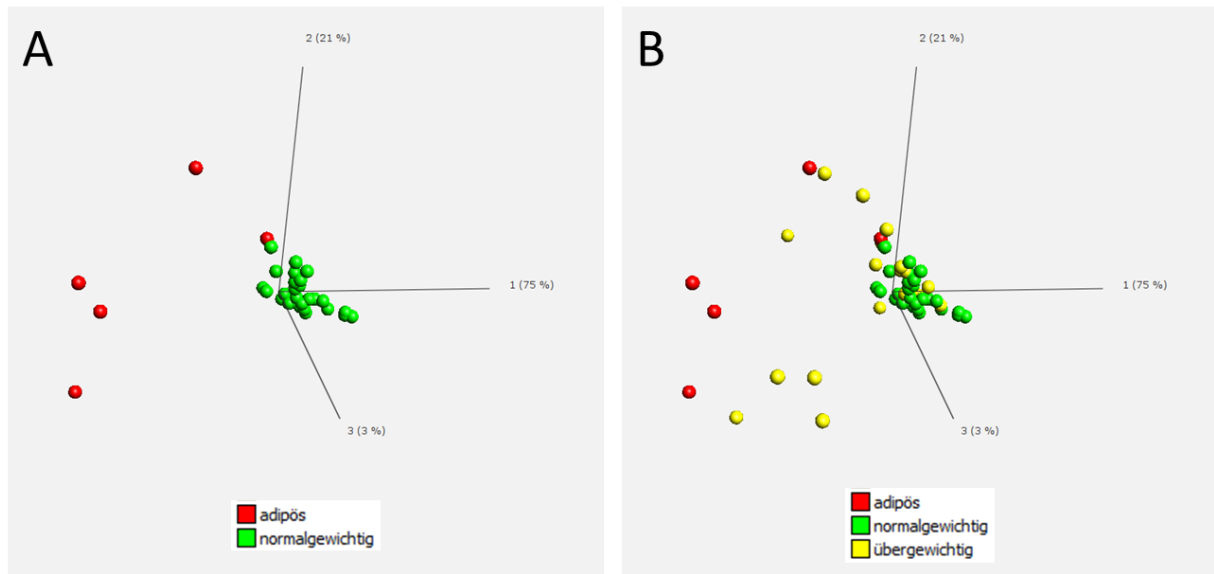 A
2 (21 %)
1 (75 %)
3 (3 %)
adipös
normalgewichtig
B
2 (21 %)
1 (75 %)
3 (3 %)
adipös
normalgewichtig
übergewichtig